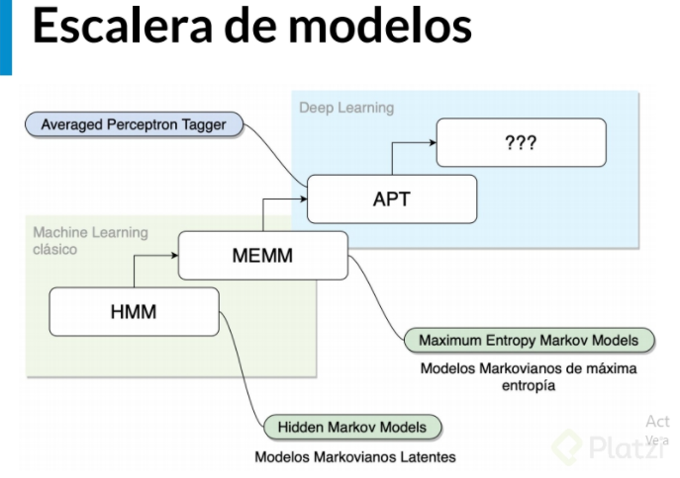 Escalera de modelos
Deep Learning
Averaged Perceptron Tagger
???
APT
Machine Learning
clásico
MEMM
HMM
Maximum Entropy Markov Models
Modelos Markovianos de máxima
entropía
Hidden Markov Models
Modelos Markovianos Latentes
Act
Platzi